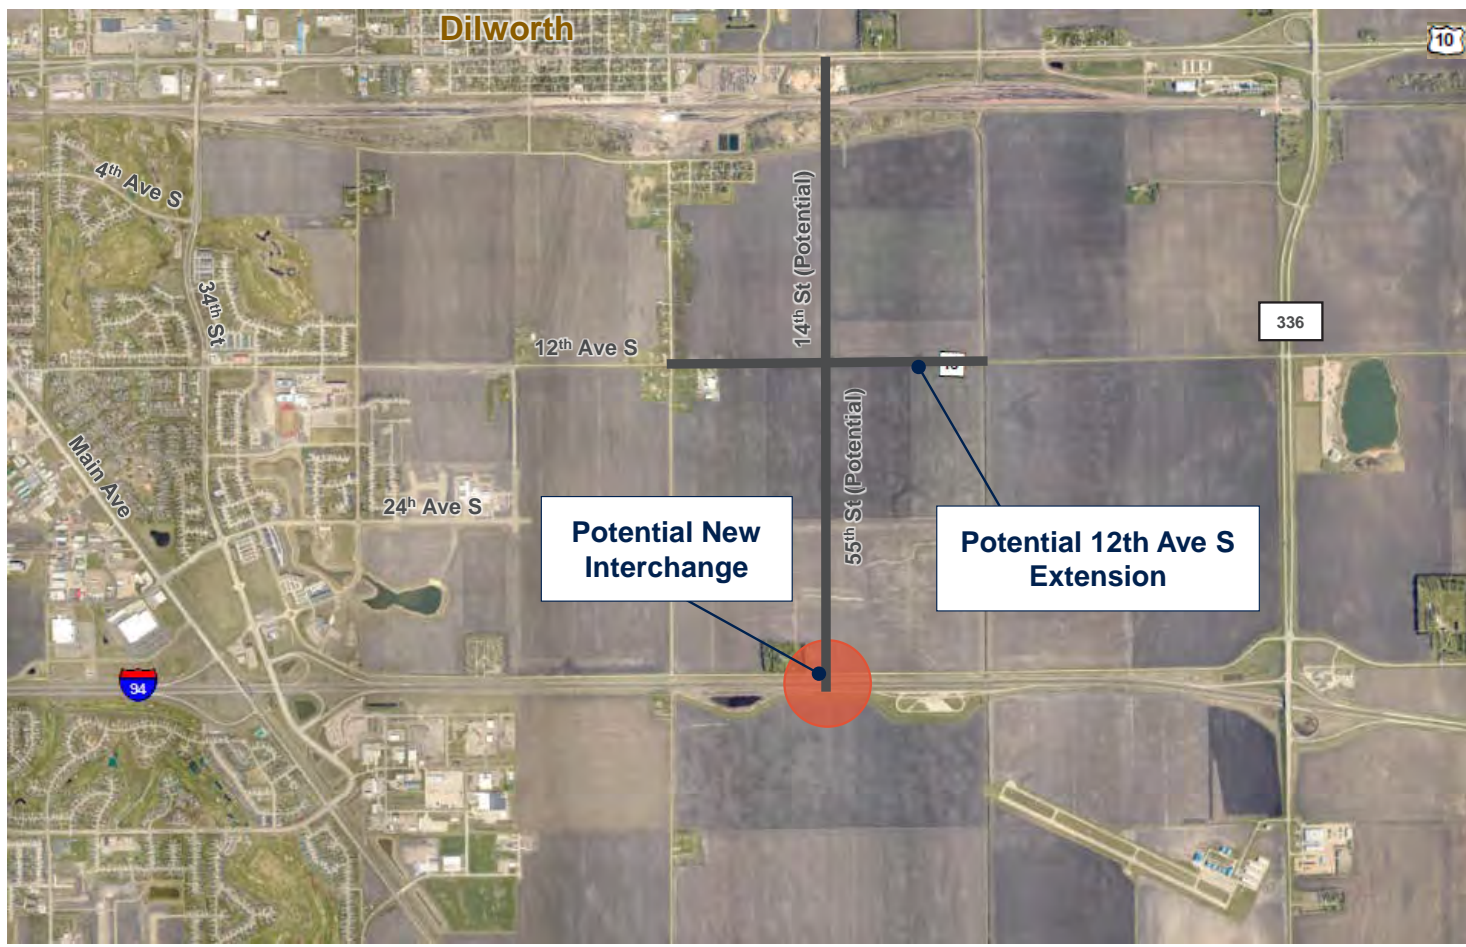 Dilworth
10
4th Ave S
34th St
14th St (Potential)
336
12th Ave S
Main Ave
55th St (Potential)
24h Ave S
Potential New
Interchange
Potential 12th Ave S
Extension
94